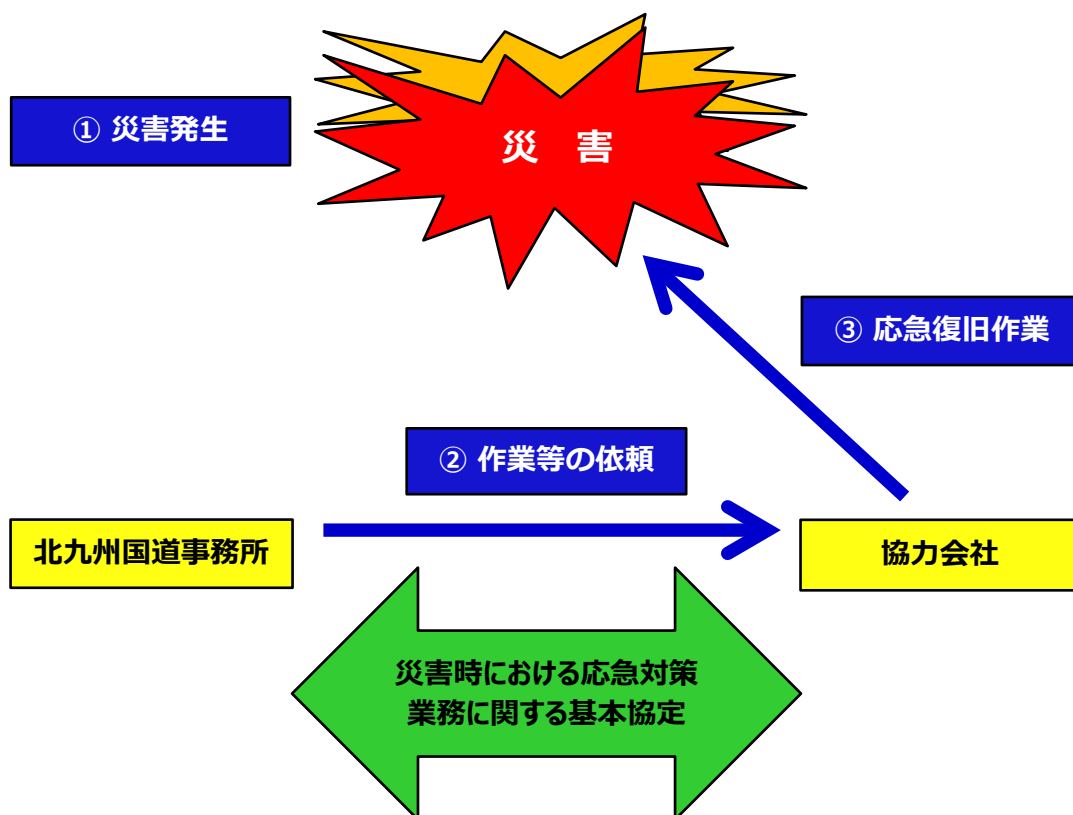 ① 災害発生
災　害
③ 応急復旧作業
② 作業等の依頼
北九州国道事務所
協力会社
災害時における応急対策
業務に関する基本協定